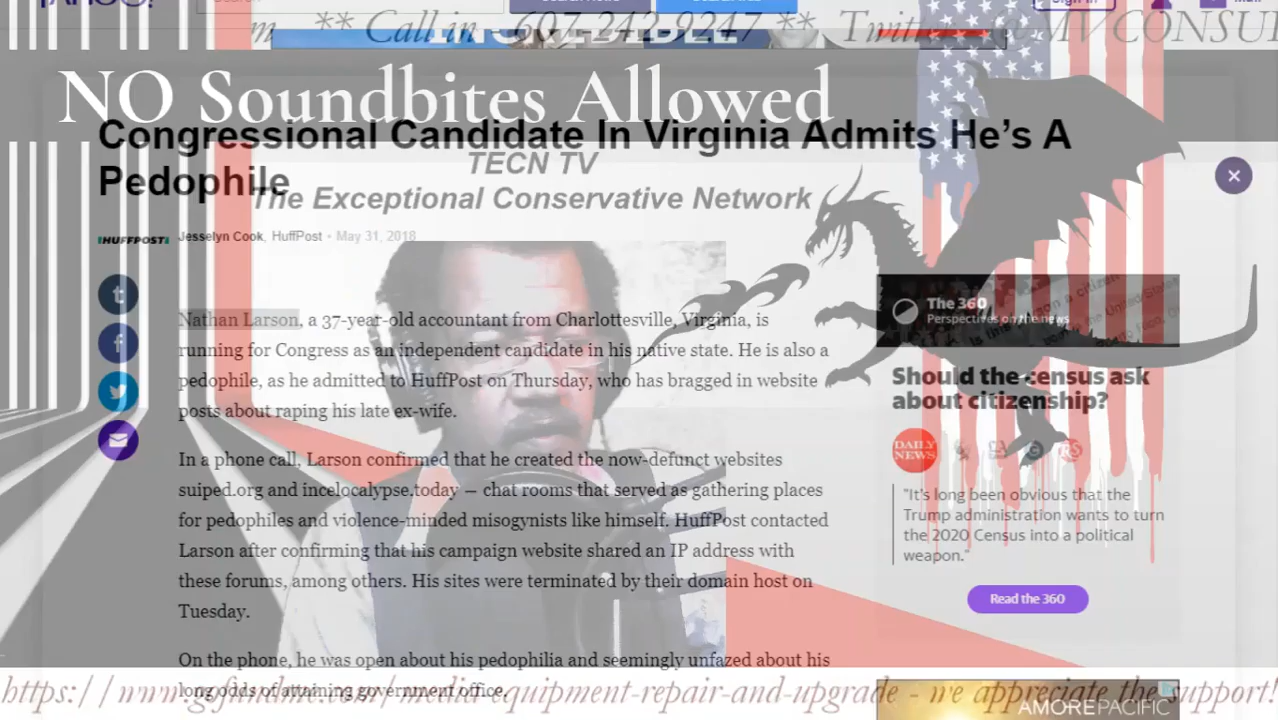 Sign in
Mail
m ** Call in - 607.242.9247 ** Twitter @MVCONSU
NO Soundbites Allowed
Congressional Candidate In Virginia Admits He's A
Pedophile
TECN TV
The Exceptional Conservative Network
HUFFPOST
Jesselyn Cook, HuffPost • May 31, 2018
Nathan Larson, a 37-year-old accountant from Charlottesville, Virginia, is
running for Congress as an independent candidate in his native state. He is also a
pedophile, as he admitted to HuffPost on Thursday, who has bragged in website
posts about raping his late ex-wife.
In a phone call, Larson confirmed that he created the now-defunct websites
suiped.org and incelocalypse.today — chat rooms that served as gathering places
for pedophiles and violence-minded misogynists like himself. HuffPost contacted
Larson after confirming that his campaign website shared an IP address with
these forums, among others. His sites were terminated by their domain host on
Tuesday.
On the phone, he was open about his pedophilia and seemingly unfazed about his
long odds of attaining government office.
The 360
Perspectives on the news
Should the census ask
about citizenship?
DAILY
NEWS
"It's long been obvious that the
Trump administration wants to turn
the 2020 Census into a political
weapon."
Read the 360
https://www.gofundme.com/media-equipment-repair-and-upgrade - we appreciate the support!
AMOREPACIFIC